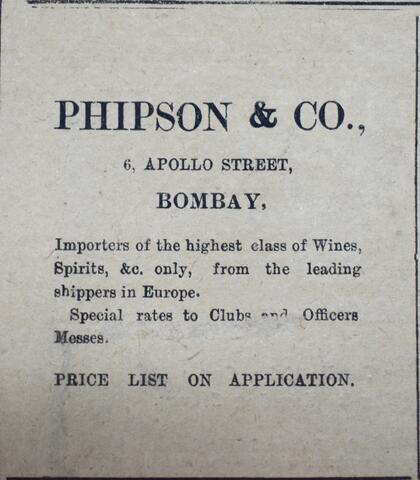 PHIPSON & CO.,
6, APOLLO STREET,
BOMBAY,
Importers of the highest class of Wines,
Spirits, &c. only, from the leading
shippers in Europe.
Special rates to Clubs and Officers
Messes.
PRICE LIST ON APPLICATION.